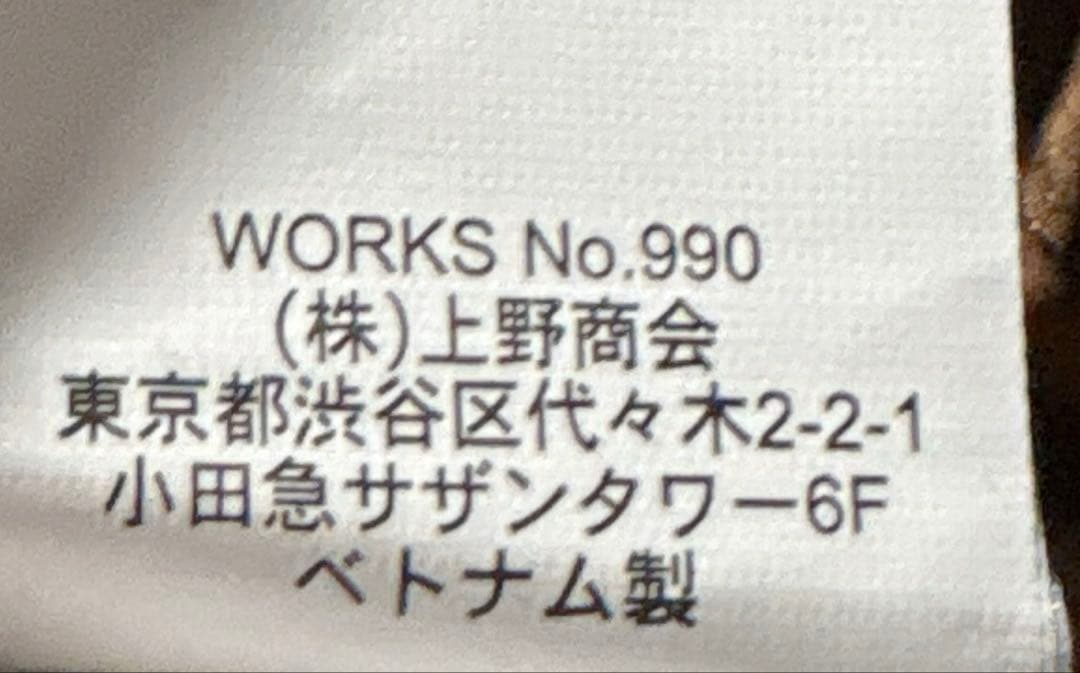 WORKS No.990
(株)上野商会
東京都渋谷区代々木2-2-1
小田急サザンタワー6F
ベトナム製